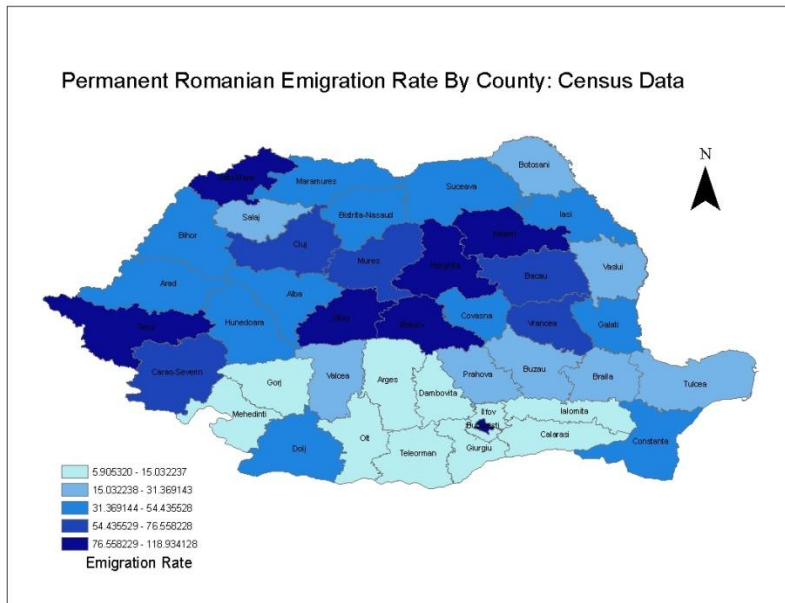 Permanent Romanian Emigration Rate By County: Census Data
N
Botosani
Satu Mare
Maramures
Suceava
Salaj
Bistrita-Nasaud
Iasi
Bihor
Cluj
Neamt
Mures
Harghita
Vaslui
Bacau
Arad
Alba
Timis
Hunedoara
Sibiu
Brasov
Covasna
Vrancea
Galati
Caras-Severin
Gorj
Valcea
Arges
Prahova
Buzau
Braila
Tulcea
Dambovita
Mehedinti
Ilfov
Ialomita
Bucuresti
Olt
Calarasi
Constanta
Dolj
Teleorman
Giurgiu
5.905320 - 15.032237
15.032238 - 31.369143
31.369144 - 54.435528
54.435529 - 76.558228
76.558229 - 118.934128
Emigration Rate